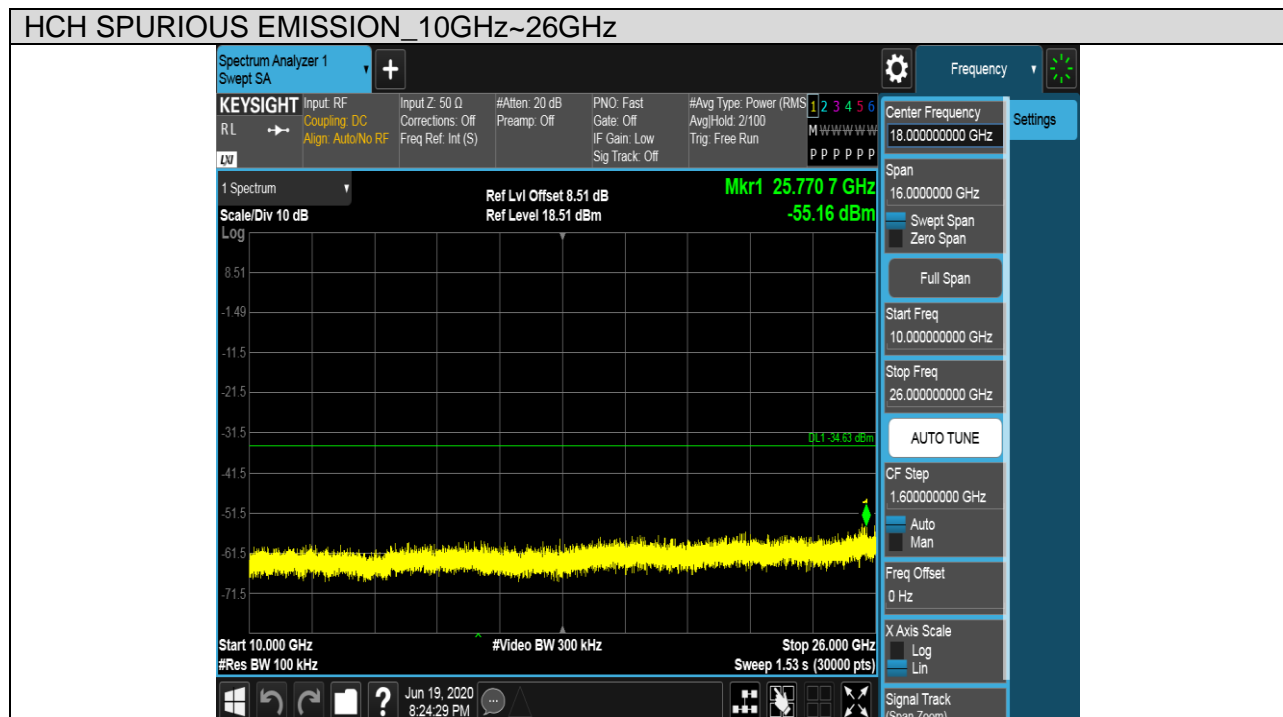 HCH SPURIOUS EMISSION_10GHz~26GHz
Spectrum Analyzer 1
Swept SA
+
Frequency
KEYSIGHT
RL
LXI
Input: RF
Coupling: DC
Align: Auto/No RF
Input Z: 50 Ω
Corrections: Off
Freq Ref: Int (S)
#Atten: 20 dB
Preamp: Off
PNO: Fast
Gate: Off
IF Gain: Low
Sig Track: Off
#Avg Type: Power (RMS
Avg|Hold: 2/100
Trig: Free Run
1 2 3 4 5 6
M W W W W W
P P P P P P
Center Frequency
18.000000000 GHz
Settings
1 Spectrum
Scale/Div 10 dB
Ref Lvl Offset 8.51 dB
Ref Level 18.51 dBm
Mkr1 25.770 7 GHz
-55.16 dBm
Span
16.0000000 GHz
Swept Span
Zero Span
Full Span
Start Freq
10.000000000 GHz
Stop Freq
26.000000000 GHz
AUTO TUNE
CF Step
1.600000000 GHz
Auto
Man
Freq Offset
0 Hz
X Axis Scale
Log
Lin
Signal Track
(Span Zoom)
Log
8.51
-1.49
-11.5
-21.5
-31.5
-41.5
-51.5
-61.5
-71.5
DL1 -34.63 dBm
1
Start 10.000 GHz
#Res BW 100 kHz
#Video BW 300 kHz
Stop 26.000 GHz
Sweep 1.53 s (30000 pts)
?
Jun 19, 2020
8:24:29 PM